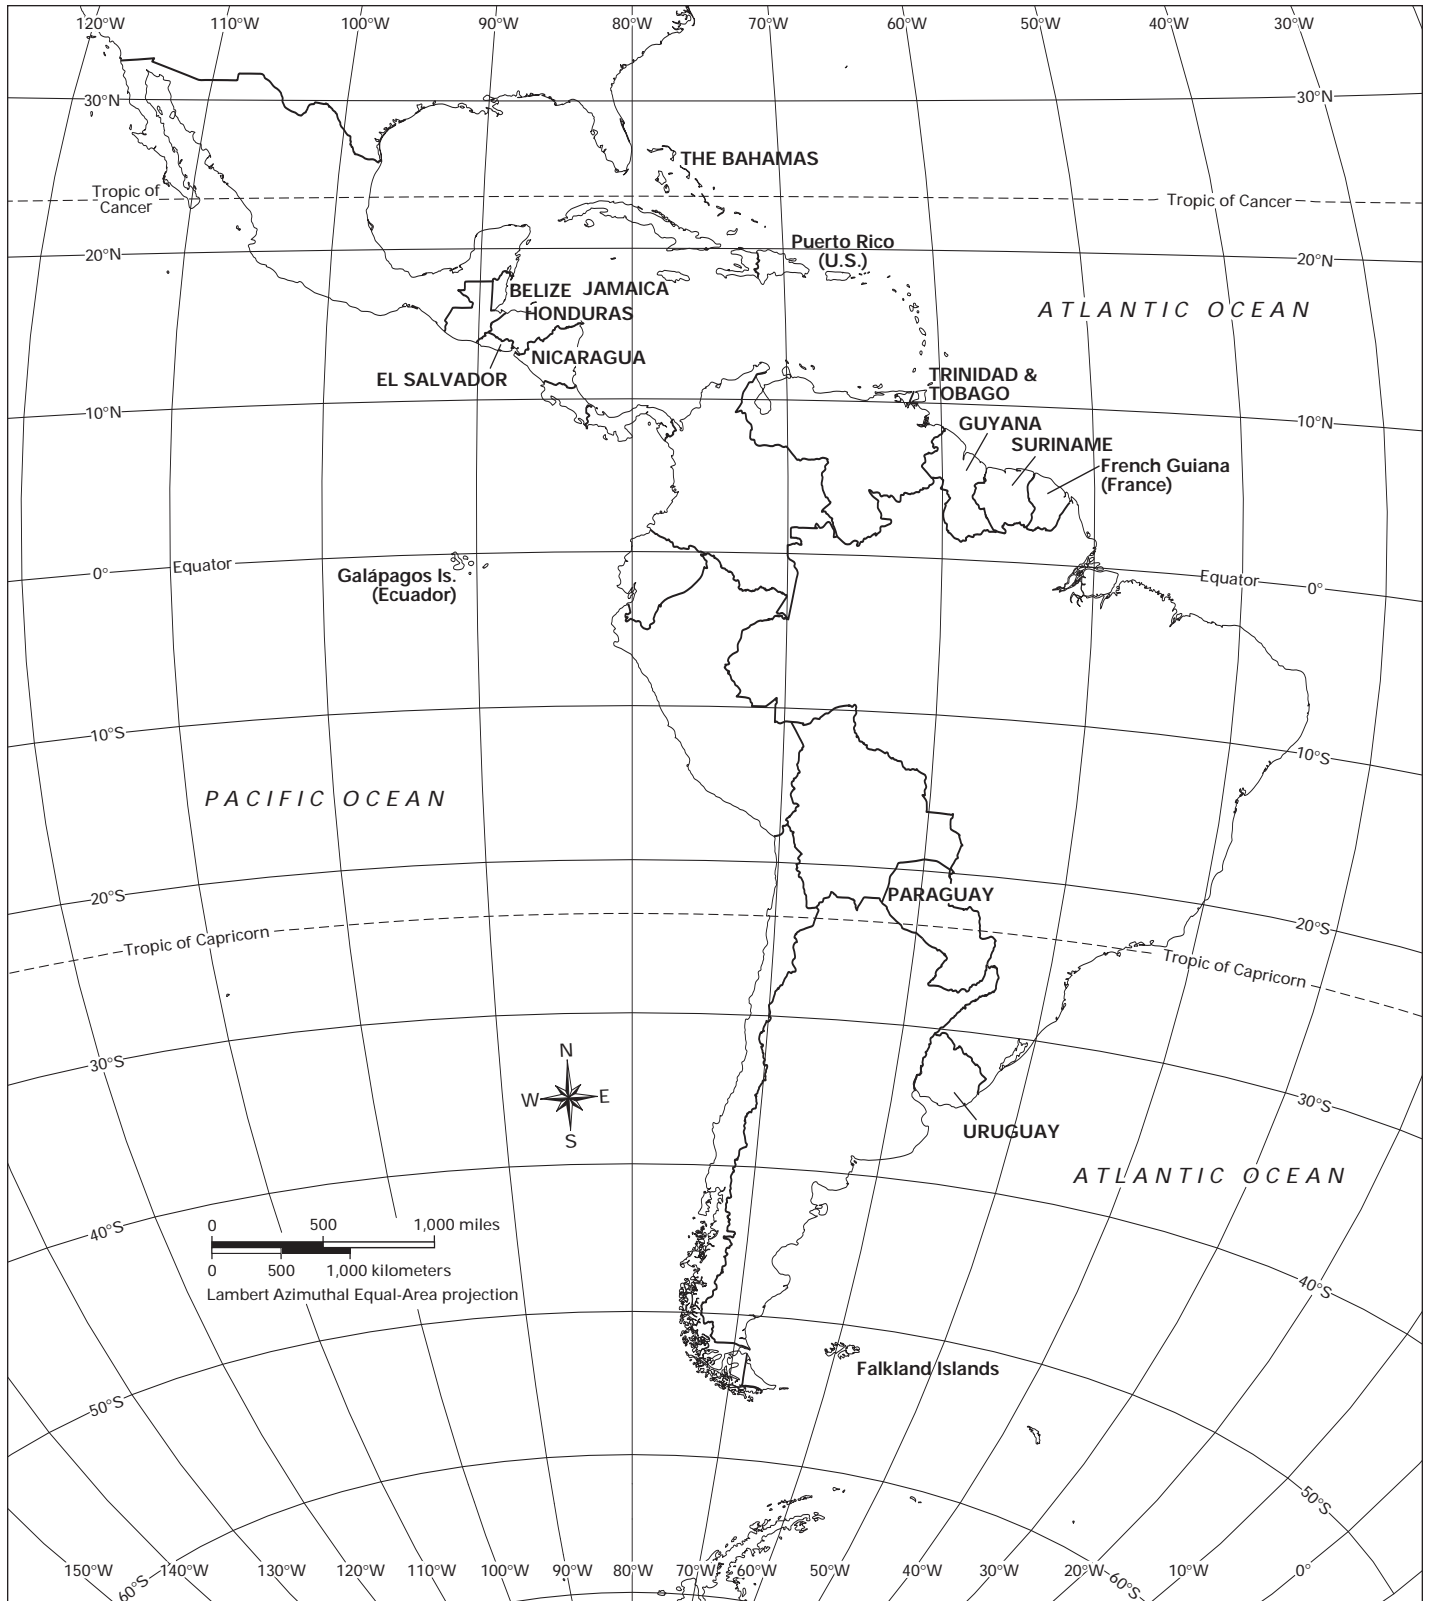 120°W 110°W 100°W 90°W 80°W 70°W 60°W 50°W 40°W 30°W
30°N 30°N
THE BAHAMAS
Tropic of
Cancer
Tropic of Cancer
Puerto Rico
(U.S.)
20°N 20°N
BELIZE JAMAICA
HONDURAS
ATLANTIC OCEAN
NICARAGUA
EL SALVADOR
TRINIDAD &
TOBAGO
10°N 10°N
GUYANA
SURINAME
French Guiana
(France)
Equator
0°
Galápagos Is.
(Ecuador)
Equator
0°
10°S 10°S
PACIFIC OCEAN
20°S
PARAGUAY
20°S
Tropic of Capricorn
Tropic of Capricorn
30°S
N
W E
S
30°S
URUGUAY
ATLANTIC OCEAN
40°S
0 500 1,000 miles
0 500 1,000 kilometers
Lambert Azimuthal Equal-Area projection
40°S
Falkland Islands
50°S
50°S
150°W 140°W 130°W 120°W 110°W 100°W 90°W 80°W 70°W 60°W 50°W 40°W 30°W 20°W 10°W 0°
60°S 60°S